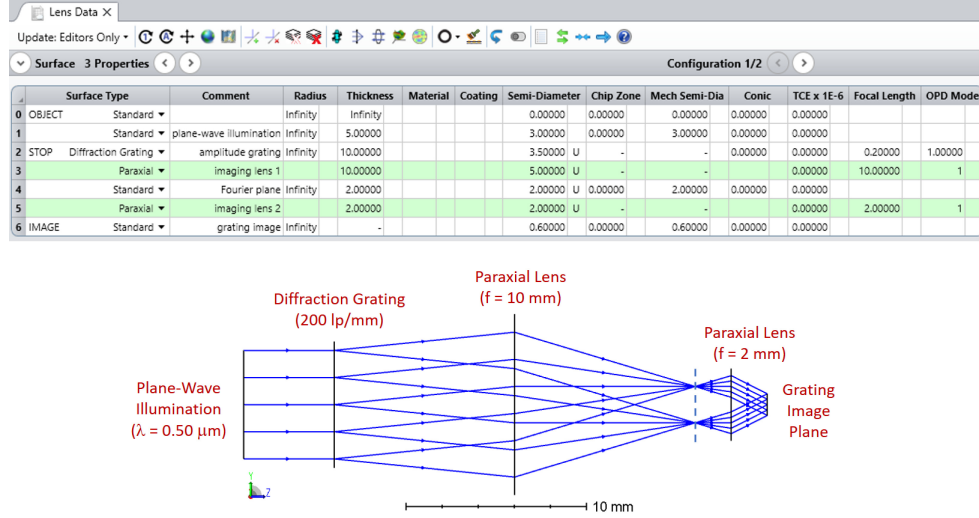 Lens Data X
Update: Editors Only
Surface 3 Properties Configuration 1/2
Surface Type Comment Radius Thickness Material Coating Semi-Diameter Chip Zone Mech Semi-Dia Conic TCE x 1E-6 Focal Length OPD Mode
0 OBJECT Standard Infinity Infinity 0.00000 0.00000 0.00000 0.00000 0.00000
1 Standard plane-wave illumination Infinity 5.00000 3.00000 0.00000 3.00000 0.00000 0.00000
2 STOP Diffraction Grating amplitude grating Infinity 10.00000 3.50000 U - - 0.00000 0.00000 0.20000 1.00000
3 Paraxial imaging lens 1 10.00000 5.00000 U - - 0.00000 10.00000 1
4 Standard Fourier plane Infinity 2.00000 2.00000 U 0.00000 2.00000 0.00000 0.00000
5 Paraxial imaging lens 2 2.00000 2.00000 U - - 0.00000 2.00000 1
6 IMAGE Standard grating image Infinity - 0.60000 0.00000 0.60000 0.00000 0.00000
Paraxial Lens
(f = 10 mm)
Diffraction Grating
(200 lp/mm)
Paraxial Lens
(f = 2 mm)
Plane-Wave
Illumination
(λ = 0.50 μm)
Grating
Image
Plane
Y
Z
10 mm